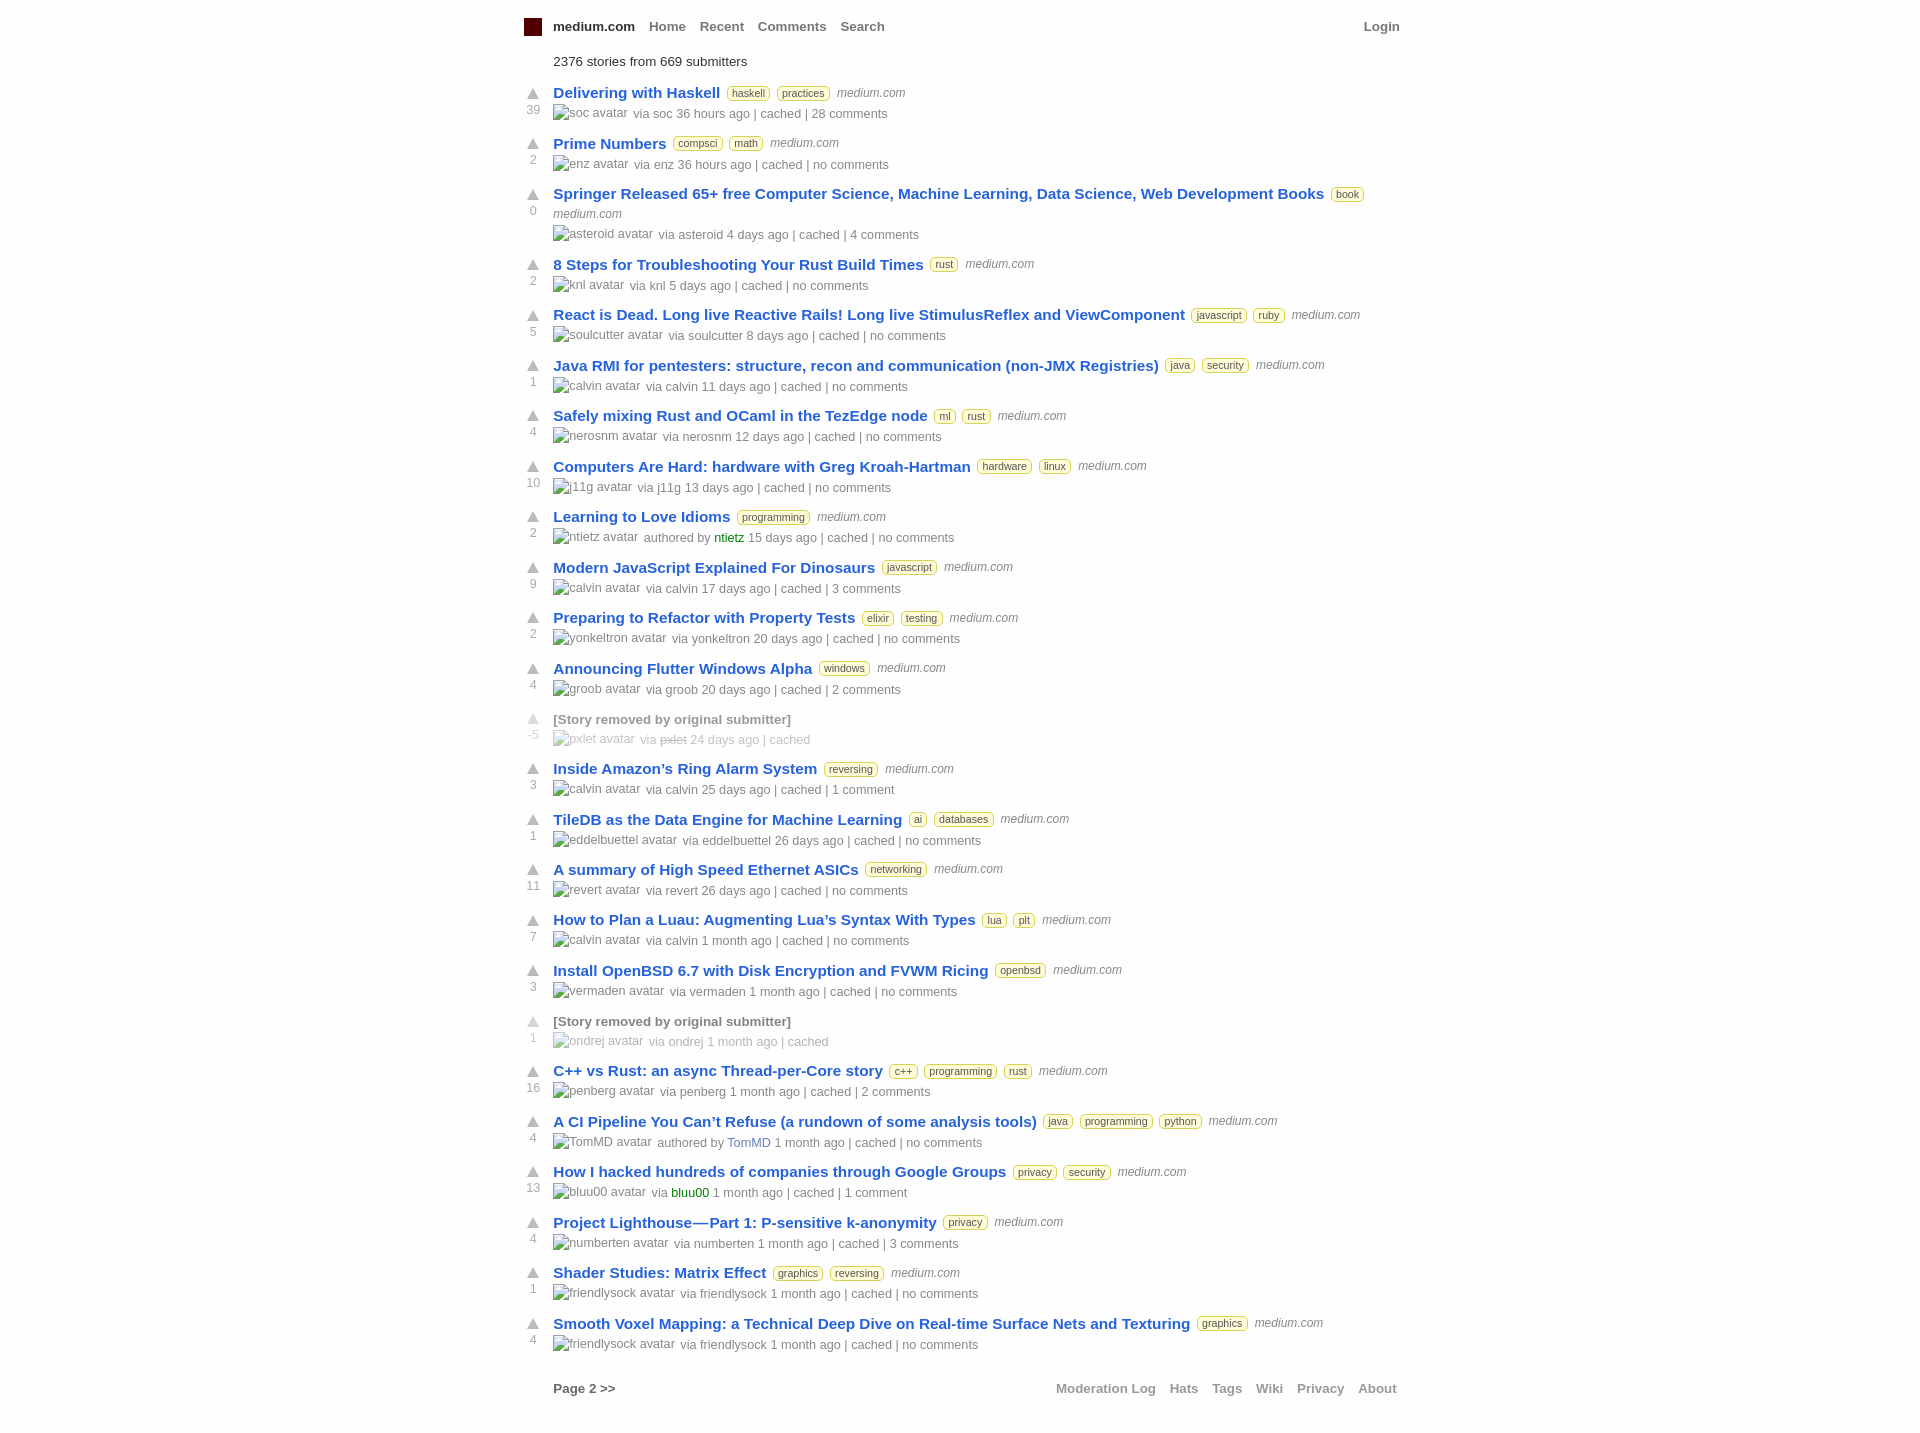 medium.com Home Recent Comments Search Login
2376 stories from 669 submitters
Delivering with Haskell haskell practices medium.com
39
soc avatar via soc 36 hours ago | cached | 28 comments
Prime Numbers compsci math medium.com
2
enz avatar via enz 36 hours ago | cached | no comments
Springer Released 65+ free Computer Science, Machine Learning, Data Science, Web Development Books book
0
medium.com
asteroid avatar via asteroid 4 days ago | cached | 4 comments
8 Steps for Troubleshooting Your Rust Build Times rust medium.com
2
knl avatar via knl 5 days ago | cached | no comments
React is Dead. Long live Reactive Rails! Long live StimulusReflex and ViewComponent javascript ruby medium.com
5
soulcutter avatar via soulcutter 8 days ago | cached | no comments
Java RMI for pentesters: structure, recon and communication (non-JMX Registries) java security medium.com
1
calvin avatar via calvin 11 days ago | cached | no comments
Safely mixing Rust and OCaml in the TezEdge node ml rust medium.com
4
nerosnm avatar via nerosnm 12 days ago | cached | no comments
Computers Are Hard: hardware with Greg Kroah-Hartman hardware linux medium.com
10
j11g avatar via j11g 13 days ago | cached | no comments
Learning to Love Idioms programming medium.com
2
ntietz avatar authored by ntietz 15 days ago | cached | no comments
Modern JavaScript Explained For Dinosaurs javascript medium.com
9
calvin avatar via calvin 17 days ago | cached | 3 comments
Preparing to Refactor with Property Tests elixir testing medium.com
2
yonkeltron avatar via yonkeltron 20 days ago | cached | no comments
Announcing Flutter Windows Alpha windows medium.com
4
groob avatar via groob 20 days ago | cached | 2 comments
[Story removed by original submitter]
-5
pxlet avatar via pxlet 24 days ago | cached
Inside Amazon’s Ring Alarm System reversing medium.com
3
calvin avatar via calvin 25 days ago | cached | 1 comment
TileDB as the Data Engine for Machine Learning ai databases medium.com
1
eddelbuettel avatar via eddelbuettel 26 days ago | cached | no comments
A summary of High Speed Ethernet ASICs networking medium.com
11
revert avatar via revert 26 days ago | cached | no comments
How to Plan a Luau: Augmenting Lua’s Syntax With Types lua plt medium.com
7
calvin avatar via calvin 1 month ago | cached | no comments
Install OpenBSD 6.7 with Disk Encryption and FVWM Ricing openbsd medium.com
3
vermaden avatar via vermaden 1 month ago | cached | no comments
[Story removed by original submitter]
1
ondrej avatar via ondrej 1 month ago | cached
C++ vs Rust: an async Thread-per-Core story c++ programming rust medium.com
16
penberg avatar via penberg 1 month ago | cached | 2 comments
A CI Pipeline You Can’t Refuse (a rundown of some analysis tools) java programming python medium.com
4
TomMD avatar authored by TomMD 1 month ago | cached | no comments
How I hacked hundreds of companies through Google Groups privacy security medium.com
13
bluu00 avatar via bluu00 1 month ago | cached | 1 comment
Project Lighthouse — Part 1: P-sensitive k-anonymity privacy medium.com
4
numberten avatar via numberten 1 month ago | cached | 3 comments
Shader Studies: Matrix Effect graphics reversing medium.com
1
friendlysock avatar via friendlysock 1 month ago | cached | no comments
Smooth Voxel Mapping: a Technical Deep Dive on Real-time Surface Nets and Texturing graphics medium.com
4
friendlysock avatar via friendlysock 1 month ago | cached | no comments
Page 2 >> Moderation Log Hats Tags Wiki Privacy About